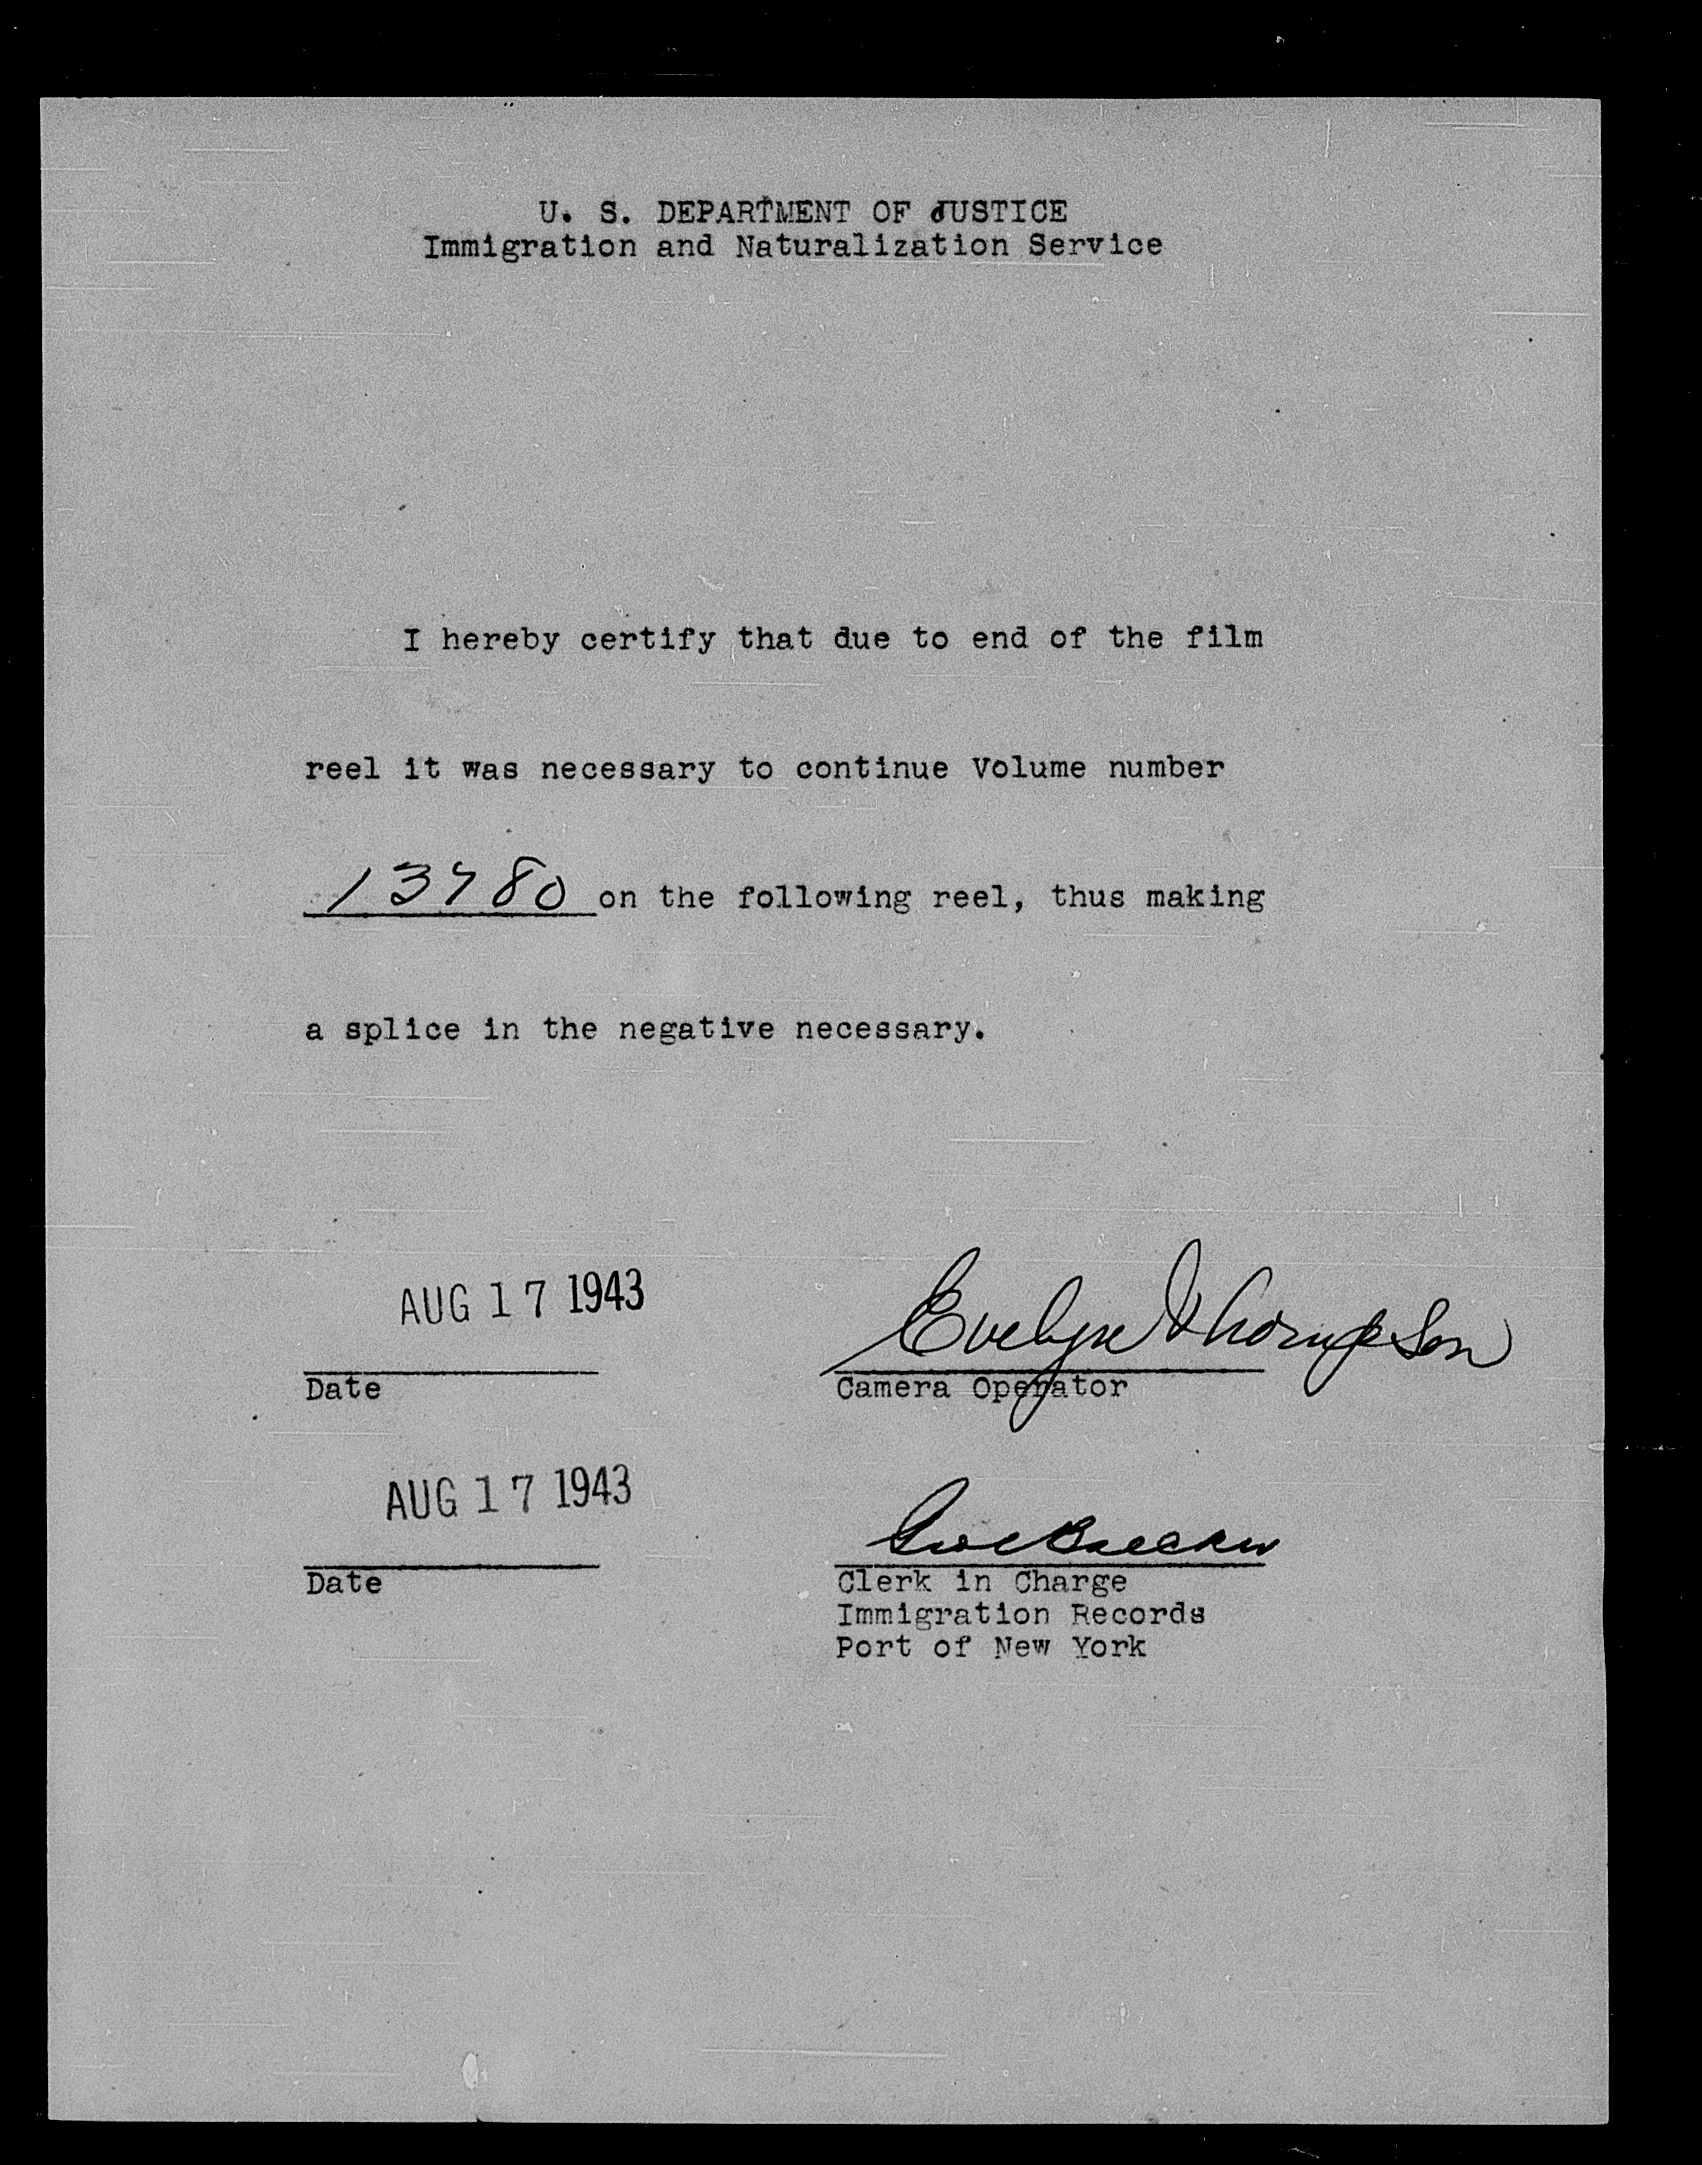 U. S. DEPARTMENT OF JUSTICE
Immigration and Naturalization Service
I hereby certify that due to end of the film
reel it was necessary to continue Volume number
13780 on the following reel, thus making
a splice in the negative necessary.
AUG 17 1943
Evelyn Thompson
Date
Camera Operator
AUG 17 1943
Date
Clerk in Charge
Immigration Records
Port of New York